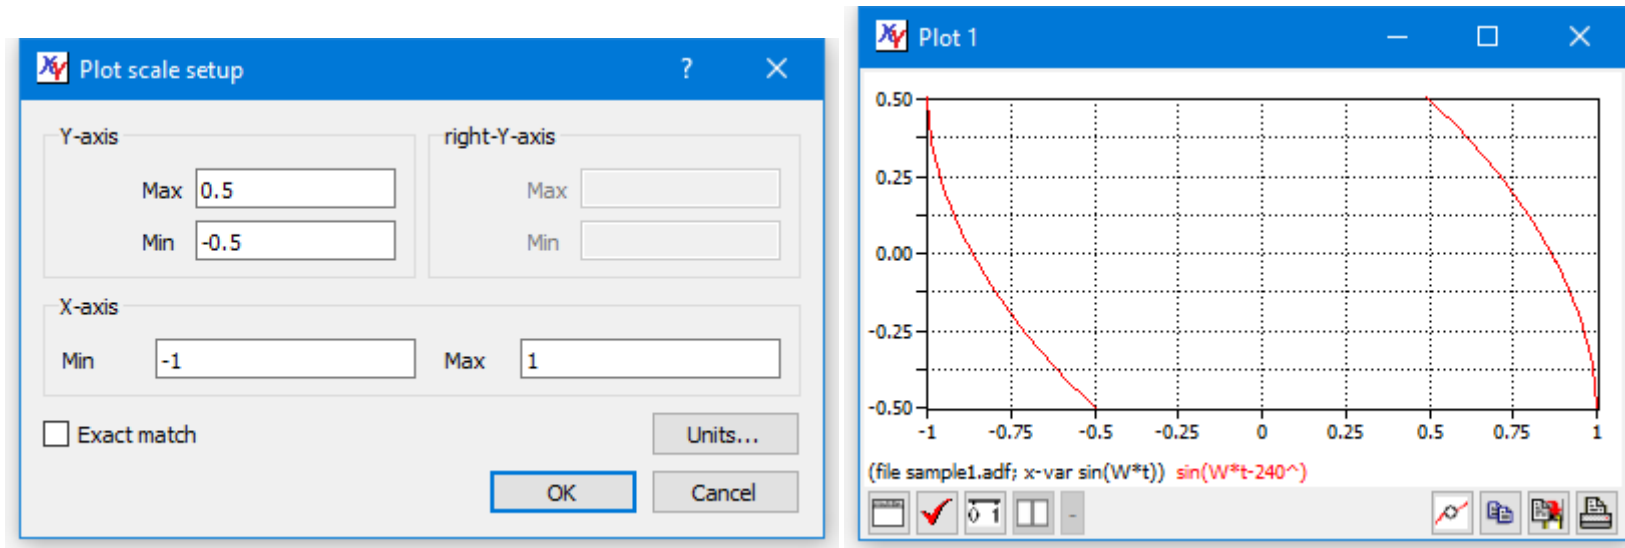 Plot scale setup
?
Y-axis
right-Y-axis
Max 0.5
Max
Min -0.5
Min
X-axis
Min -1
Max 1
Exact match
Units...
OK
Cancel
Plot 1
0.50
0.25
0.00
-0.25
-0.50
-1 -0.75 -0.5 -0.25 0 0.25 0.5 0.75 1
(file sample1.adf; x-var sin(W*t)) sin(W*t-240^)
0 1
-